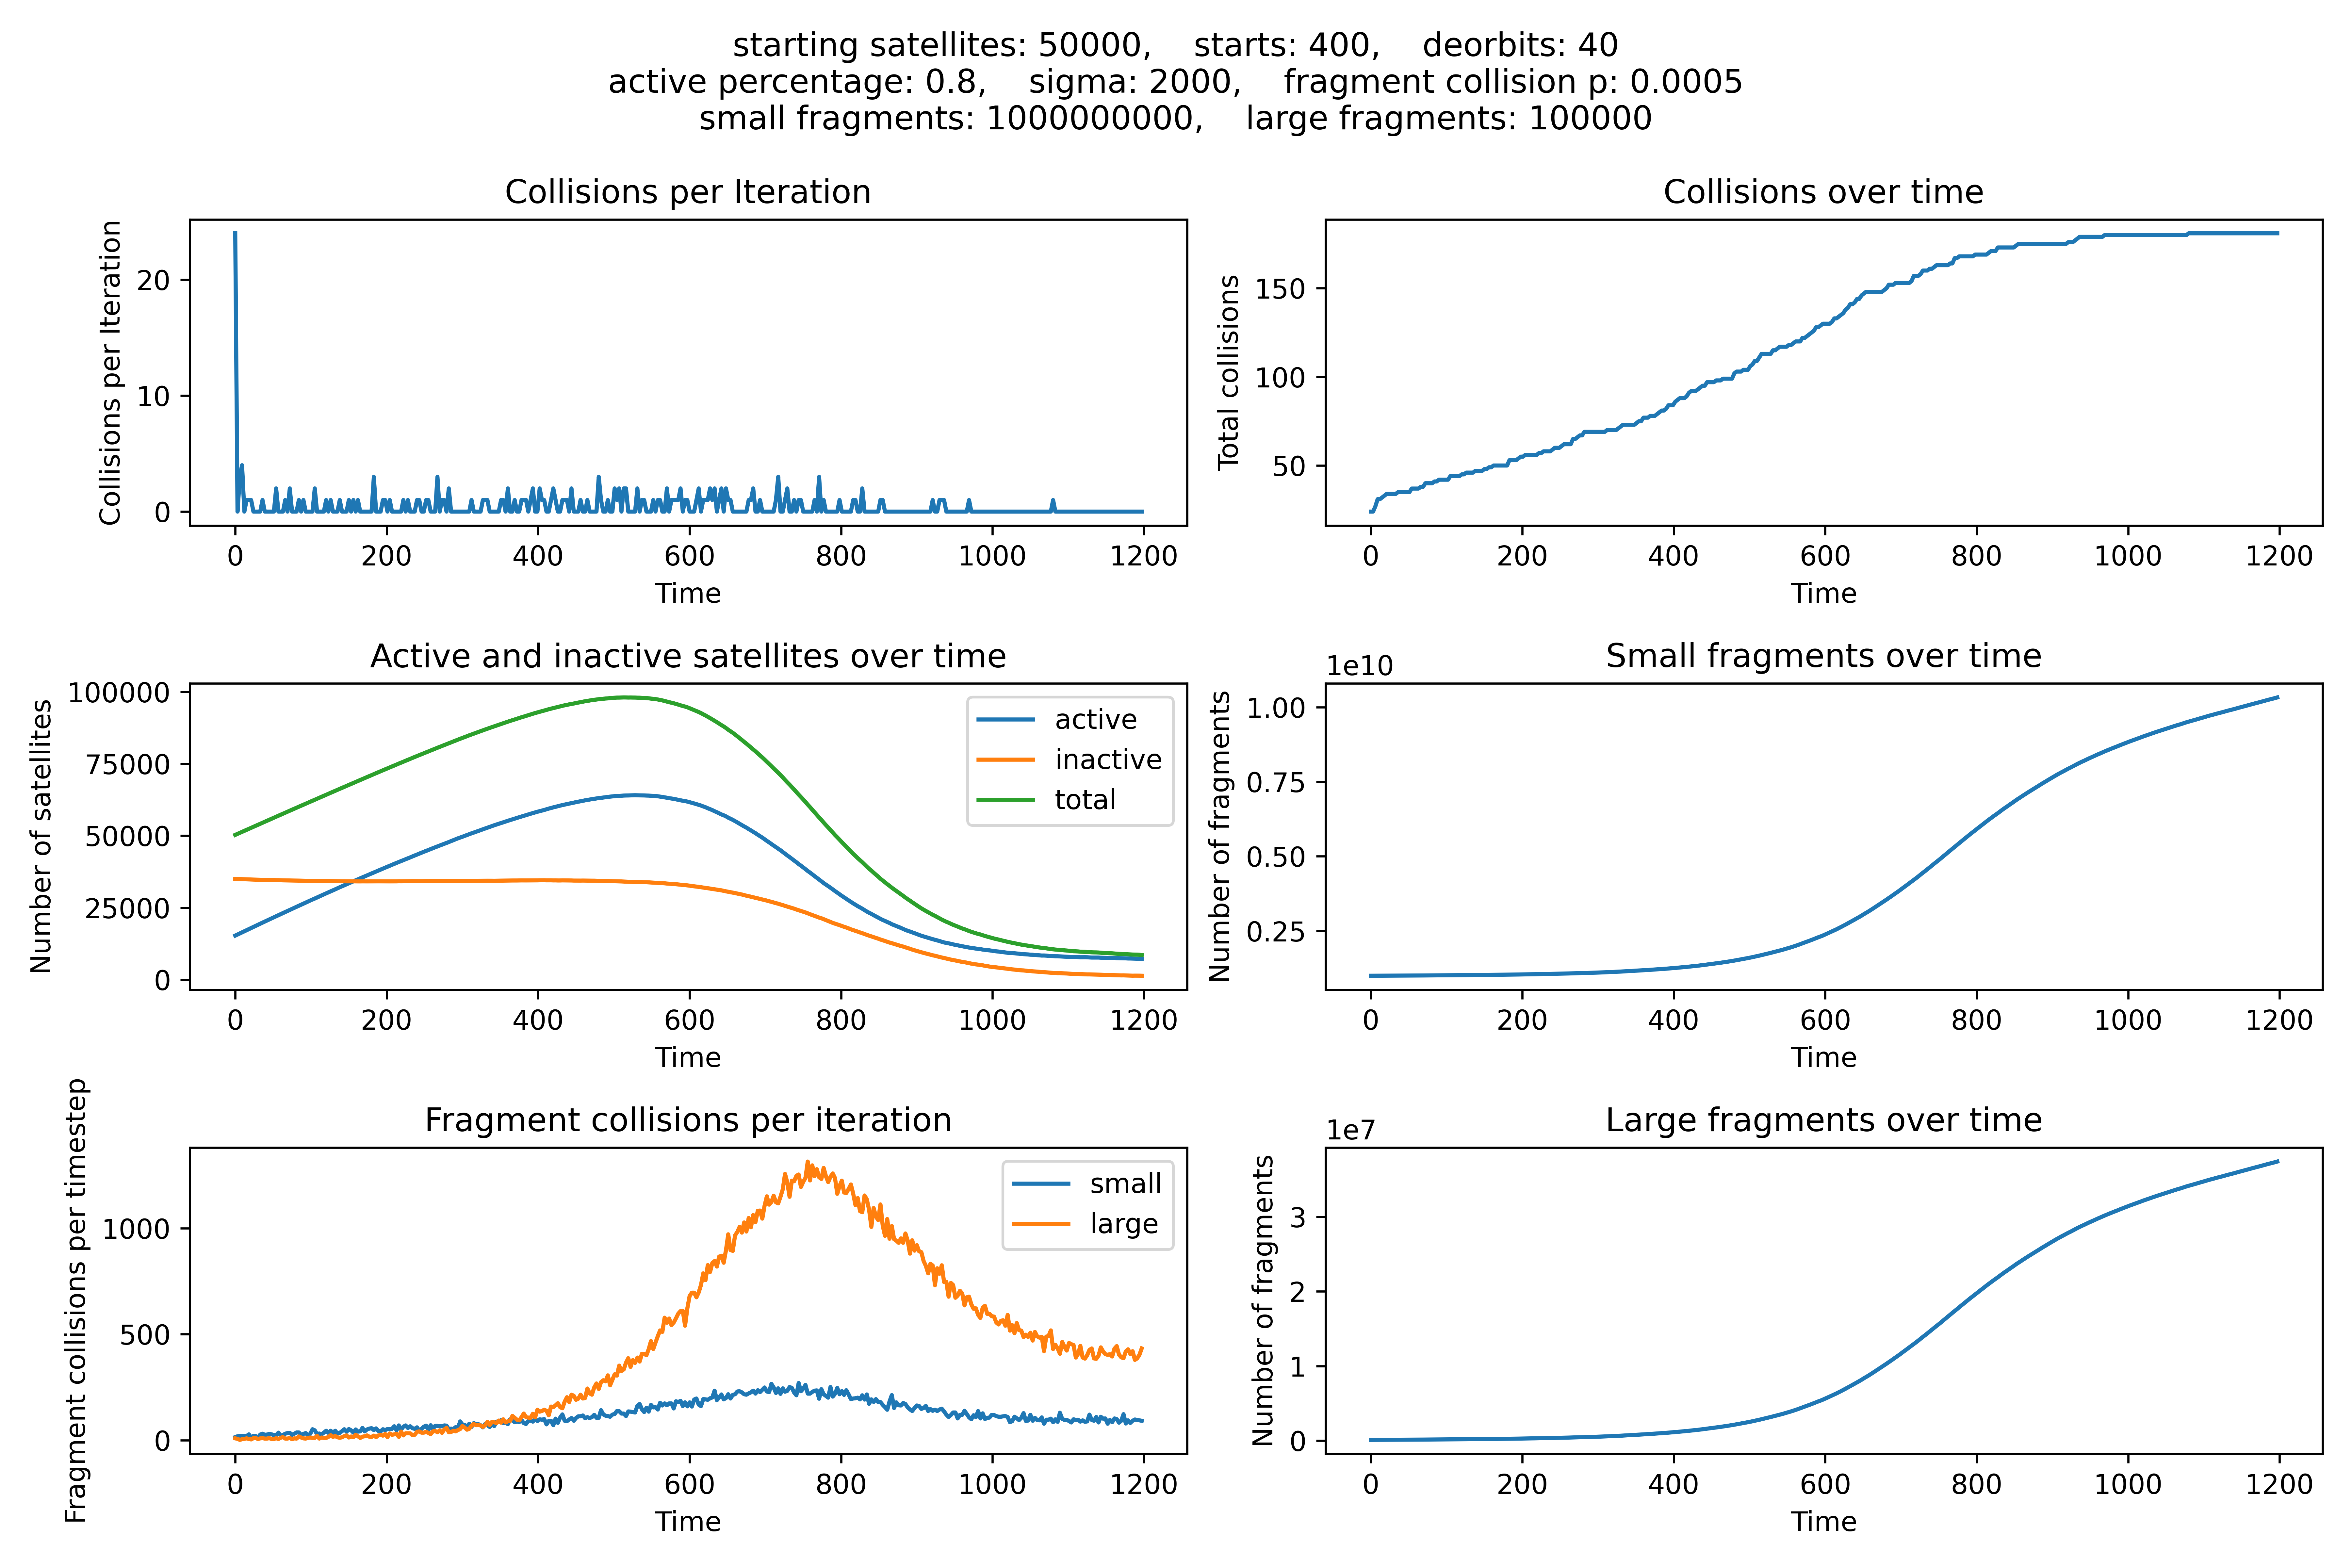 starting satellites: 50000,    starts: 400,    deorbits: 40
active percentage: 0.8,    sigma: 2000,    fragment collision p: 0.0005
small fragments: 1000000000,    large fragments: 100000
Collisions per Iteration
Collisions per Iteration
20
10
0
0 200 400 600 800 1000 1200
Time
Collisions over time
Total collisions
150
100
50
0 200 400 600 800 1000 1200
Time
Active and inactive satellites over time
Number of satellites
100000
75000
50000
25000
0
active
inactive
total
0 200 400 600 800 1000 1200
Time
Small fragments over time
1e10
Number of fragments
1.00
0.75
0.50
0.25
0 200 400 600 800 1000 1200
Time
Fragment collisions per iteration
Fragment collisions per timestep
1000
500
0
small
large
0 200 400 600 800 1000 1200
Time
Large fragments over time
1e7
Number of fragments
3
2
1
0
0 200 400 600 800 1000 1200
Time